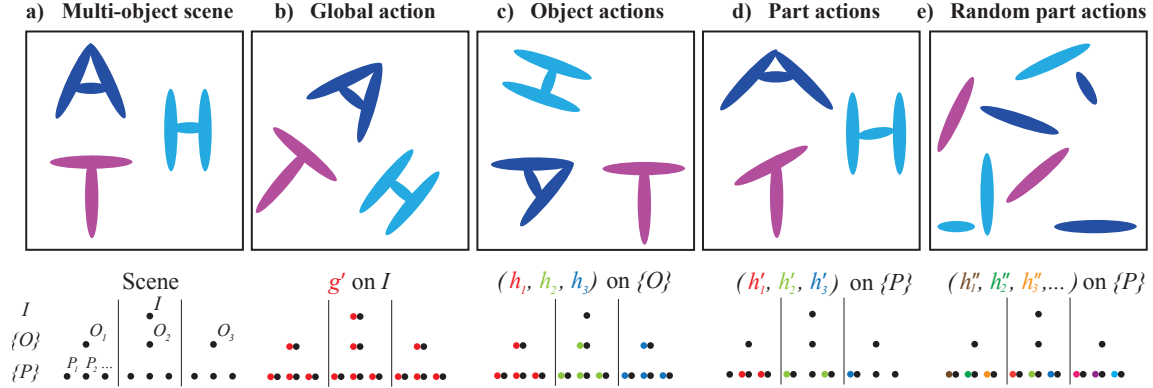 a) Multi-object scene
b) Global action
c) Object actions
d) Part actions
e) Random part actions
A H T
A T H
H A T
A H T
Scene
g′ on I
(h₁, h₂, h₃) on {O}
(h′₁, h′₂, h′₃) on {P}
(h″₁, h″₂, h″₃,...) on {P}
I
I
{O} O₁ O₂ O₃
{P} P₁ P₂ ...